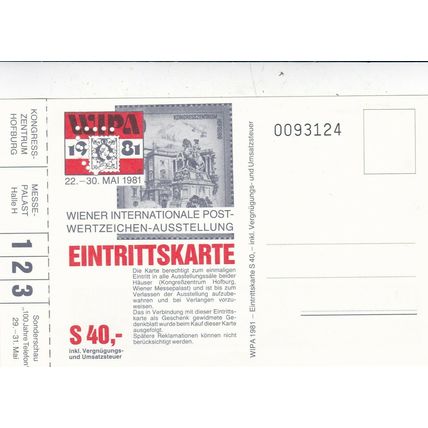 KONGRESS-
ZENTRUM
HOFBURG
MESSE-
PALAST
Halle H
1 2 3
Sonderschau
„100 Jahre Telefon"
29.–31. Mai
WIPA
1981
22.–30. MAI 1981
KONGRESSZENTRUM
WIENER INTERNATIONALE POST-
WERTZEICHEN-AUSSTELLUNG
EINTRITTSKARTE
Die Karte berechtigt zum einmaligen
Eintritt in alle Ausstellungssäle beider
Häuser (Kongreßzentrum Hofburg,
Wiener Messepalast) und ist bis zum
Verlassen der Ausstellung aufzube-
wahren und bei Verlangen vorzu-
weisen.
Das in Verbindung mit dieser Eintritts-
karte als Geschenk gewidmete Ge-
denkblatt wurde beim Kauf dieser Karte
ausgefolgt.
Spätere Reklamationen können nicht
berücksichtigt werden.
S 40,-
inkl. Vergnügungs-
und Umsatzsteuer
WIPA 1981 – Eintrittskarte S 40,– inkl. Vergnügungs- und Umsatzsteuer
0093124